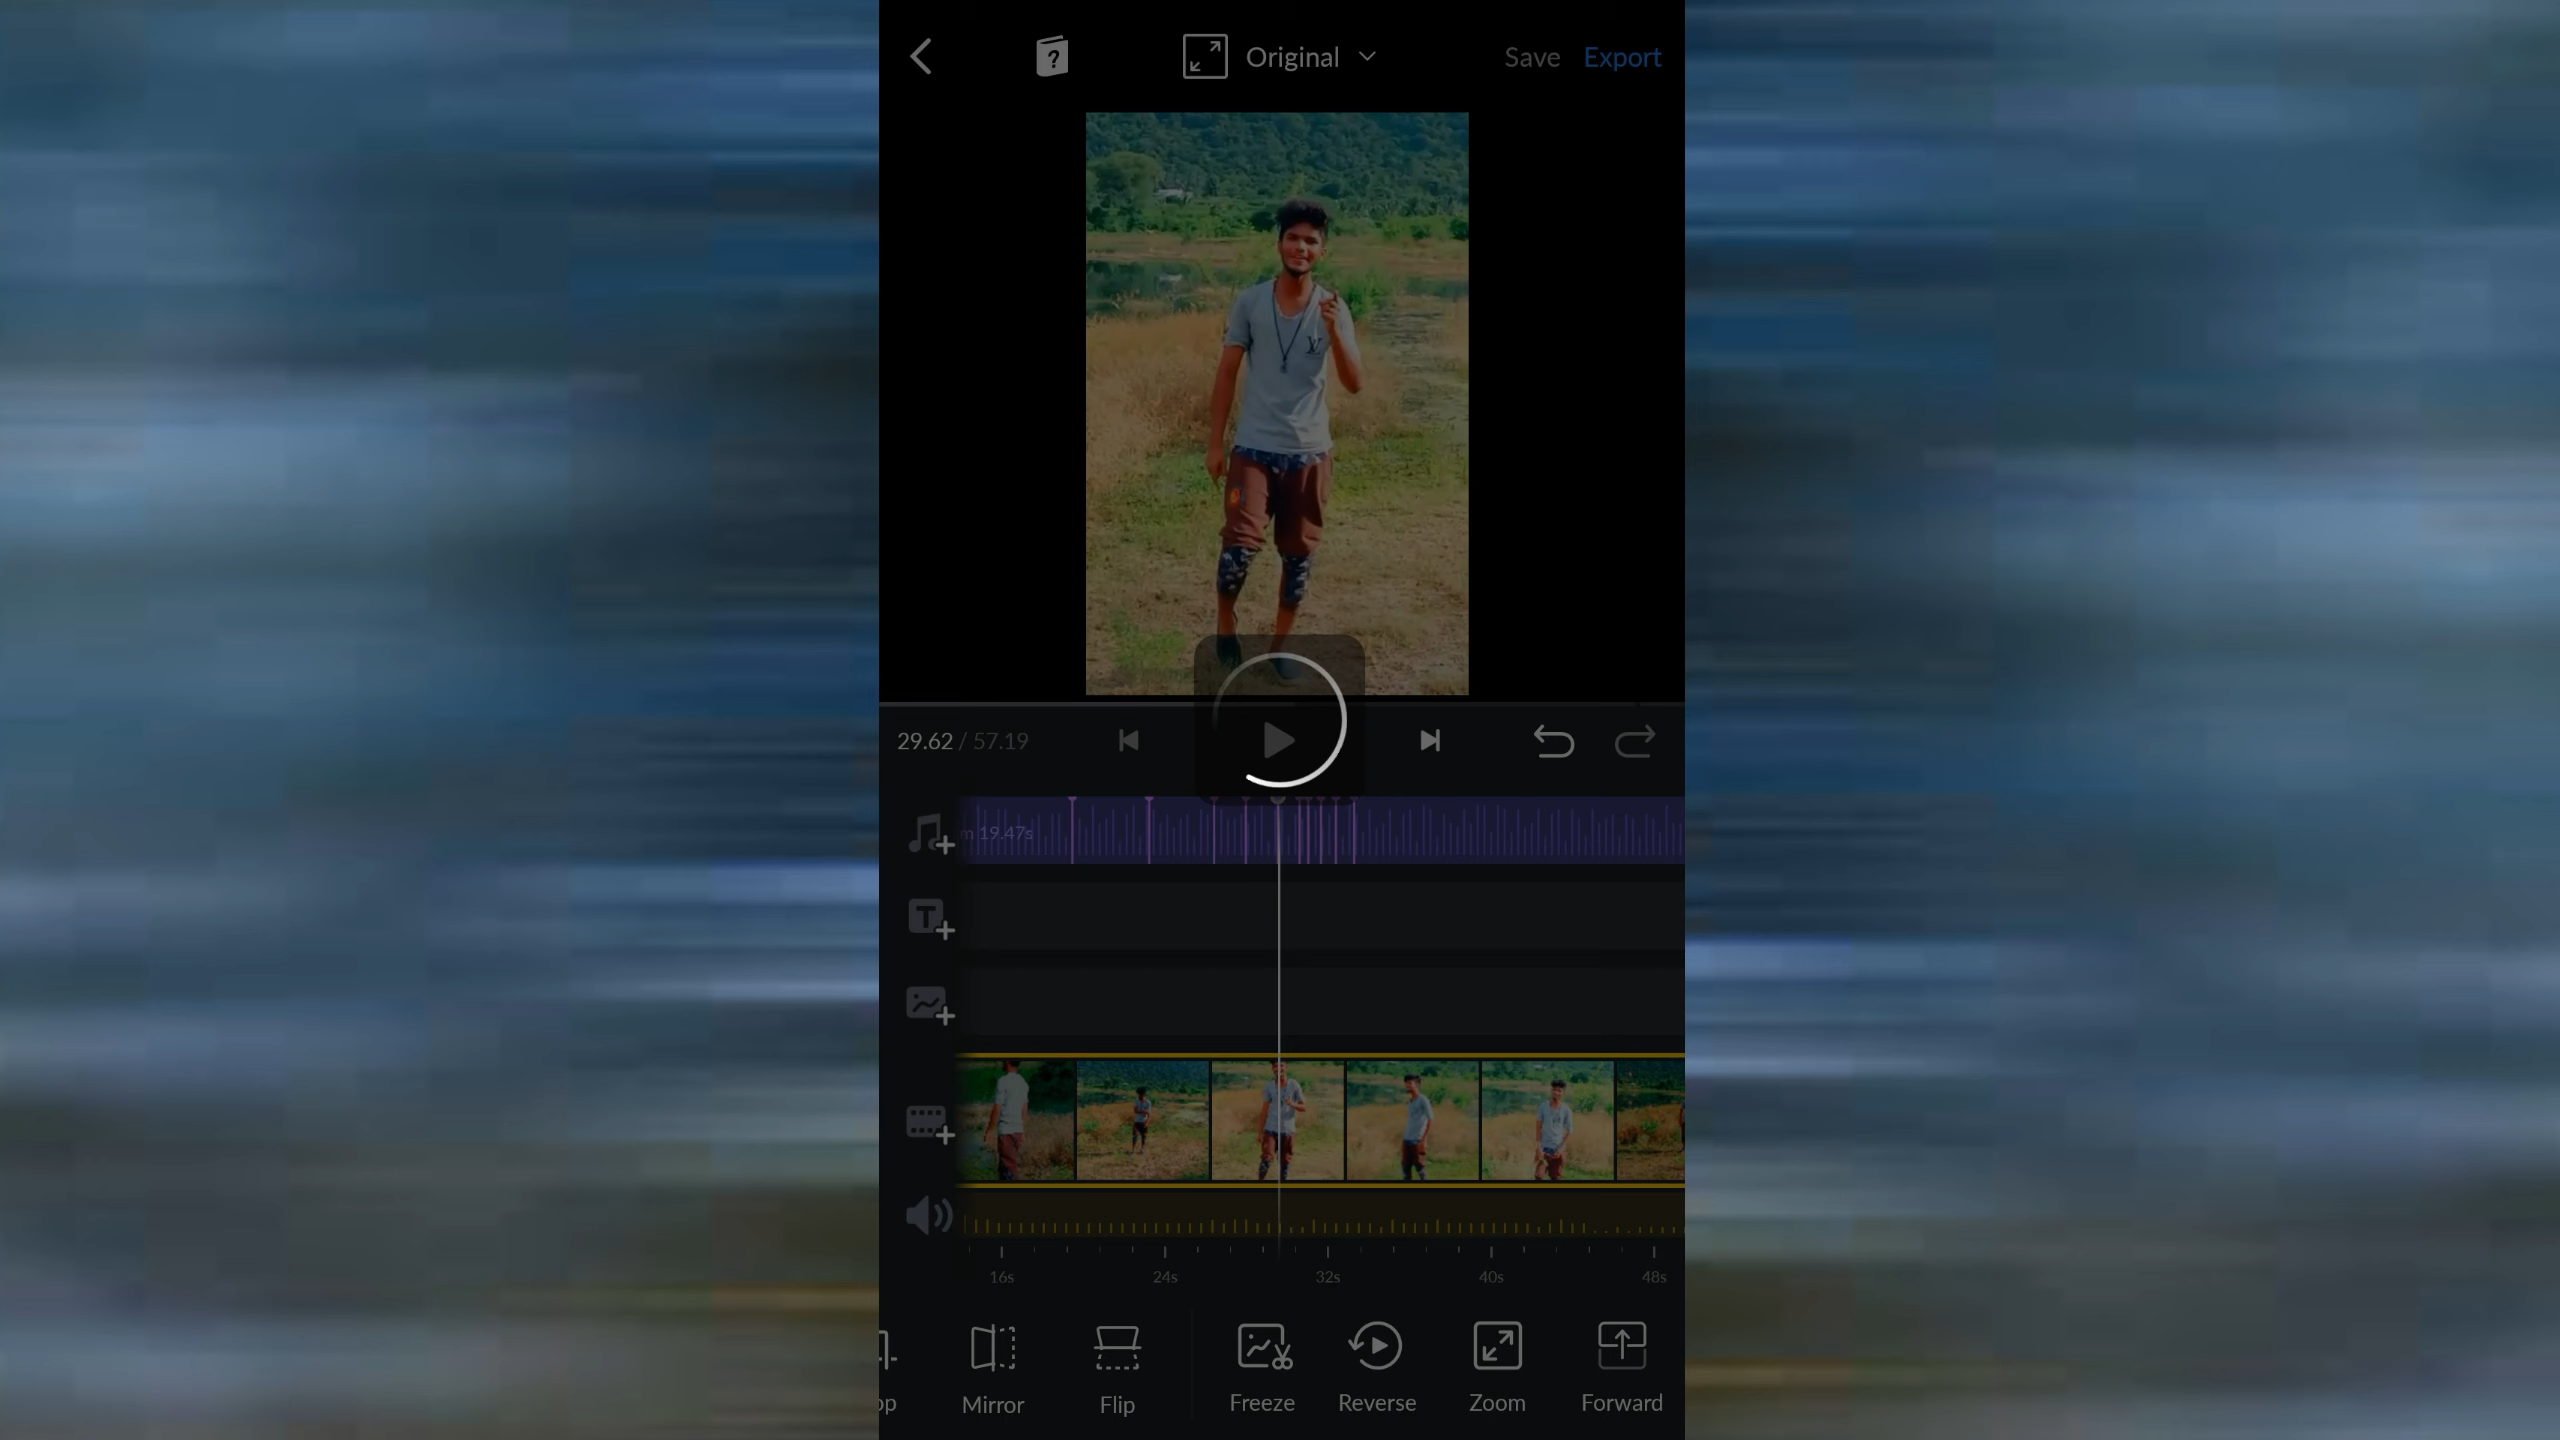 Original
Save Export
29.62 / 57.19
m 19.47s
16s 24s 32s 40s 48s
op Mirror Flip Freeze Reverse Zoom Forward